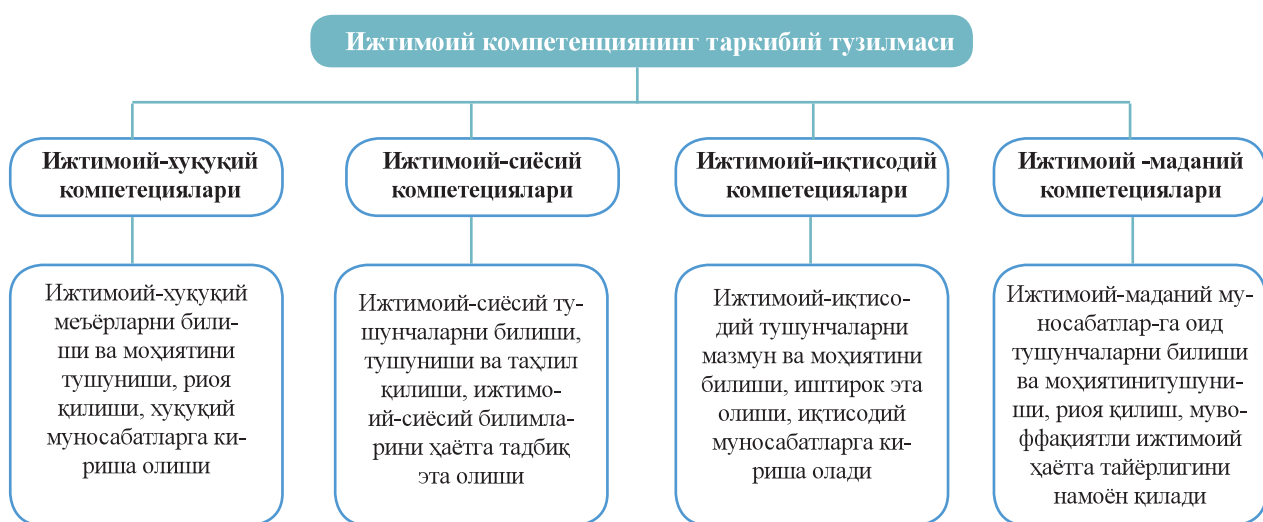 Ижтимоий компетенциянинг таркибий тузилмаси
Ижтимоий-хуқуқий
компетециялари
Ижтимоий-сиёсий
компетециялари
Ижтимоий-иқтисодий
компетециялари
Ижтимоий -маданий
компетециялари
Ижтимоий-хуқуқий
меъёрларни били-
ши ва моҳиятини
тушуниши, риоя
қилиши, хуқуқий
муносабатларга ки-
риша олиши
Ижтимоий-сиёсий ту-
шунчаларни билиши,
тушуниши ва таҳлил
қилиши, ижтимо-
ий-сиёсий билимла-
рини ҳаётга тадбиқ
эта олиши
Ижтимоий-иқтисо-
дий тушунчаларни
мазмун ва моҳиятини
билиши, иштирок эта
олиши, иқтисодий
муносабатларга ки-
риша олади
Ижтимоий-маданий му-
носабатлар-га оид
тушунчаларни билиши
ва моҳиятинитушуни-
ши, риоя қилиш, муво-
ффақиятли ижтимоий
ҳаётга тайёрлигини
намоён қилади